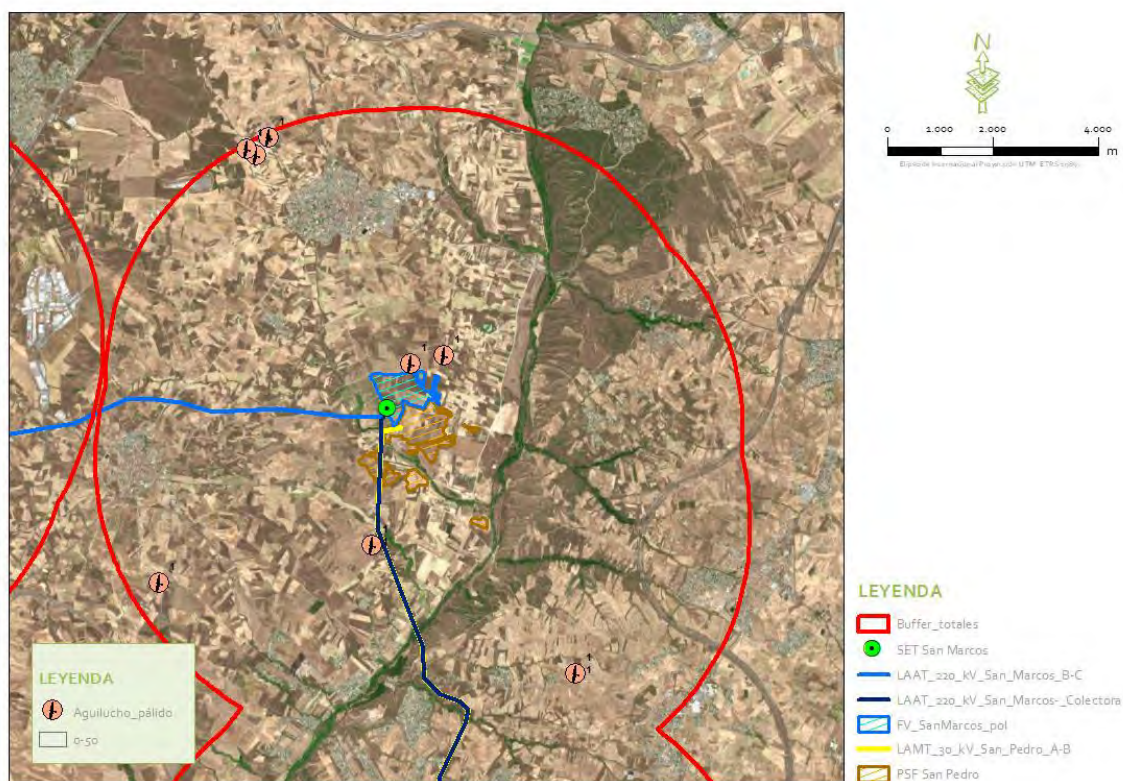 N
0 1.000 2.000 4.000
m
1
1
1
1
1
1
1
LEYENDA
Aguilucho_pálido
0-50
LEYENDA
Buffer_totales
SET San Marcos
LAAT_220_kV_San_Marcos_B-C
LAAT_220_kV_San_Marcos-_Colectora
FV_SanMarcos_pol
LAMT_30_kV_San_Pedro_A-B
PSF San Pedro